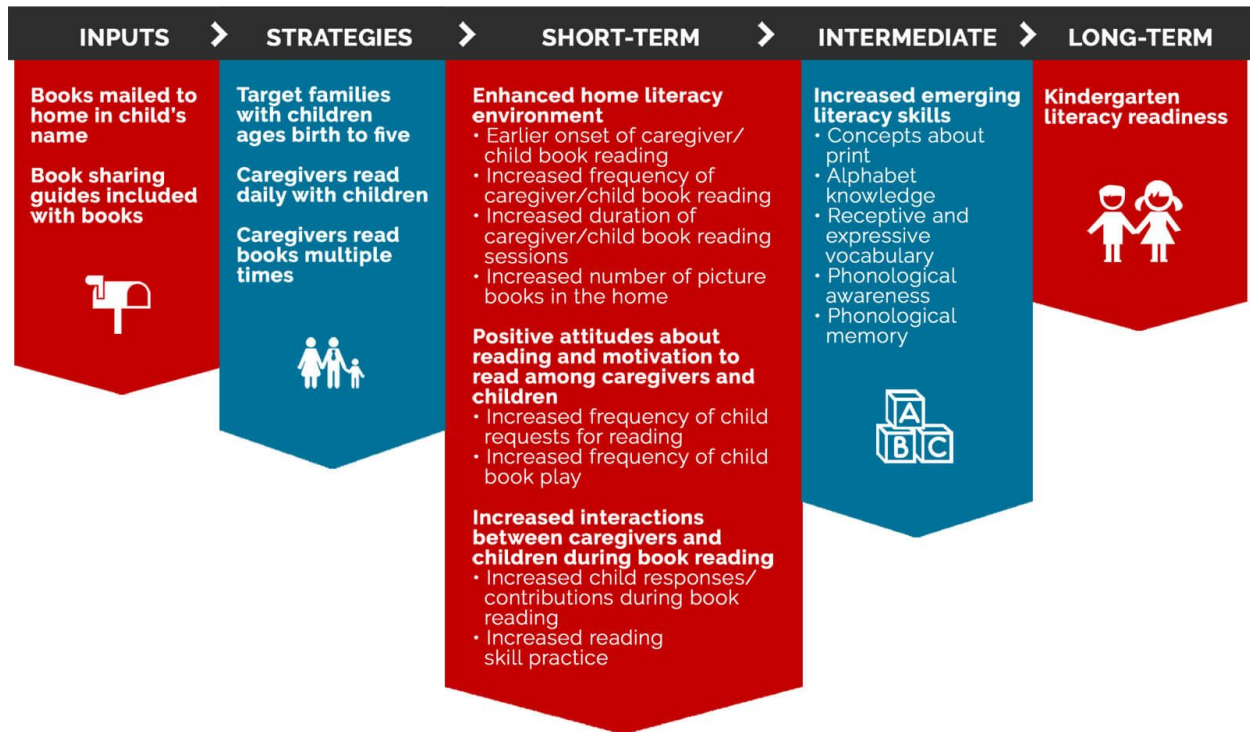 INPUTS
STRATEGIES
SHORT-TERM
INTERMEDIATE
LONG-TERM
Books mailed to
home in child's
name
Book sharing
guides included
with books
Target families
with children
ages birth to five
Caregivers read
daily with children
Caregivers read
books multiple
times
Enhanced home literacy
environment
• Earlier onset of caregiver/
child book reading
• Increased frequency of
caregiver/child book reading
• Increased duration of
caregiver/child book reading
sessions
• Increased number of picture
books in the home
Positive attitudes about
reading and motivation to
read among caregivers and
children
• Increased frequency of child
requests for reading
• Increased frequency of child
book play
Increased interactions
between caregivers and
children during book reading
• Increased child responses/
contributions during book
reading
• Increased reading
skill practice
Increased emerging
literacy skills
• Concepts about
print
• Alphabet
knowledge
• Receptive and
expressive
vocabulary
• Phonological
awareness
• Phonological
memory
A
B C
Kindergarten
literacy readiness